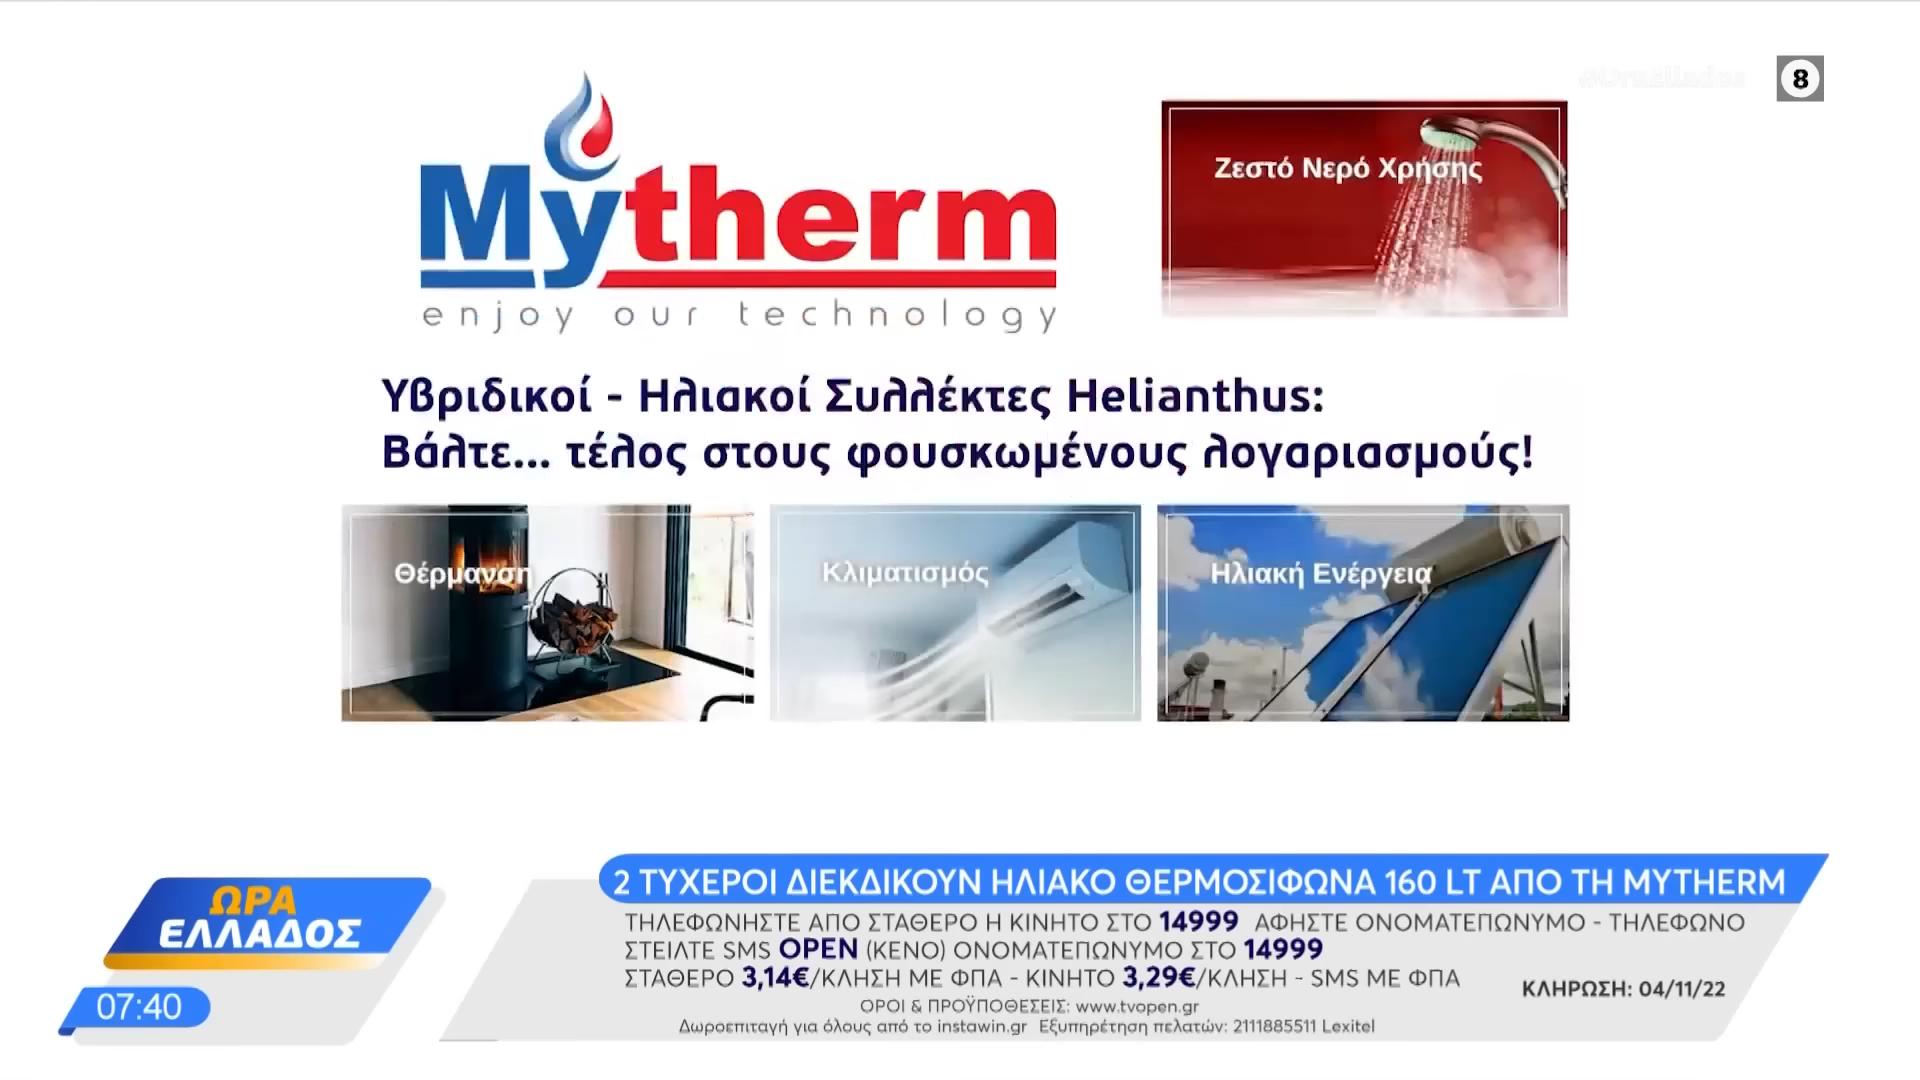 #OraEllados
8
Mytherm
enjoy our technology
Ζεστό Νερό Χρήσης
Υβριδικοί - Ηλιακοί Συλλέκτες Helianthus:
Βάλτε... τέλος στους φουσκωμένους λογαριασμούς!
Θέρμανση
Κλιματισμός
Ηλιακή Ενέργεια
2 ΤΥΧΕΡΟΙ ΔΙΕΚΔΙΚΟΥΝ ΗΛΙΑΚΟ ΘΕΡΜΟΣΙΦΩΝΑ 160 LT ΑΠΟ ΤΗ MYTHERM
ΤΗΛΕΦΩΝΗΣΤΕ ΑΠΟ ΣΤΑΘΕΡΟ Η ΚΙΝΗΤΟ ΣΤΟ 14999 ΑΦΗΣΤΕ ΟΝΟΜΑΤΕΠΩΝΥΜΟ - ΤΗΛΕΦΩΝΟ
ΣΤΕΙΛΤΕ SMS OPEN (ΚΕΝΟ) ΟΝΟΜΑΤΕΠΩΝΥΜΟ ΣΤΟ 14999
ΣΤΑΘΕΡΟ 3,14€/ΚΛΗΣΗ ΜΕ ΦΠΑ - ΚΙΝΗΤΟ 3,29€/ΚΛΗΣΗ - SMS ΜΕ ΦΠΑ
ΚΛΗΡΩΣΗ: 04/11/22
ΟΡΟΙ & ΠΡΟΫΠΟΘΕΣΕΙΣ: www.tvopen.gr
Δωροεπιταγή για όλους από το instawin.gr Εξυπηρέτηση πελατών: 2111885511 Lexitel
ΩΡΑ
ΕΛΛΑΔΟΣ
07:40